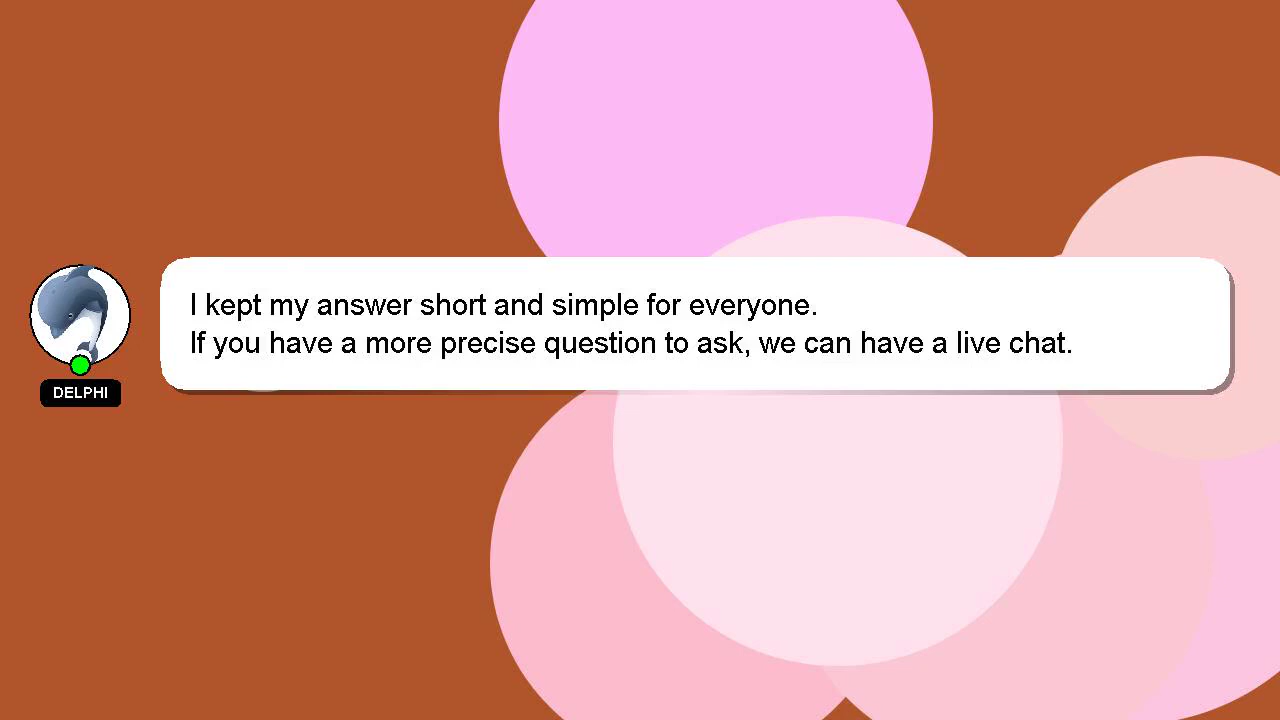 I kept my answer short and simple for everyone.
If you have a more precise question to ask, we can have a live chat.
DELPHI